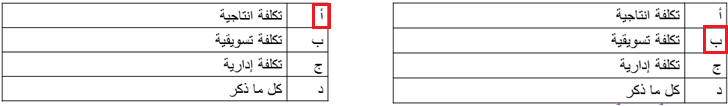 أ تكلفة انتاجية
ب تكلفة تسويقية
ج تكلفة إدارية
د كل ما ذكر
أ تكلفة انتاجية
ب تكلفة تسويقية
ج تكلفة إدارية
د كل ما ذكر